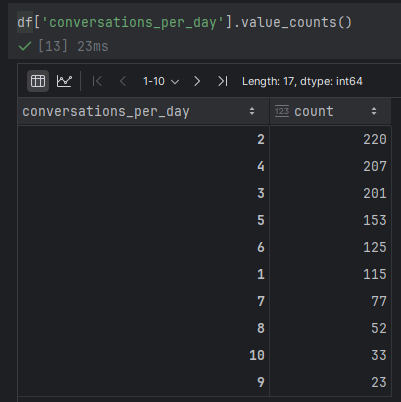 df['conversations_per_day'].value_counts()
[13] 23ms
1-10 Length: 17, dtype: int64
conversations_per_day 123 count
2 220
4 207
3 201
5 153
6 125
1 115
7 77
8 52
10 33
9 23